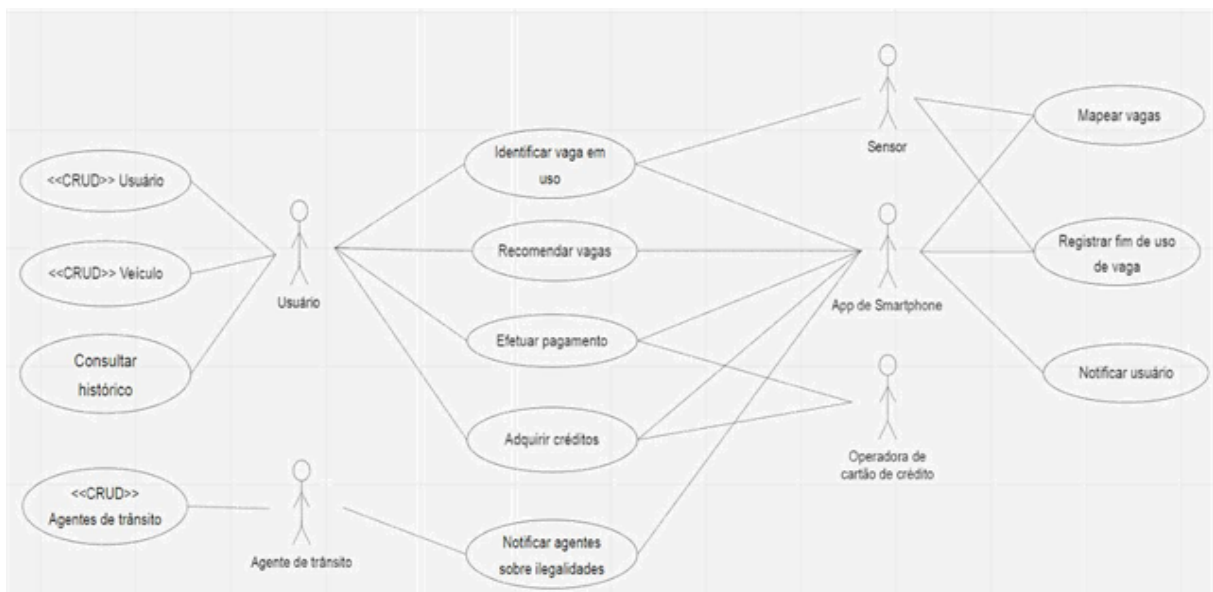 Sensor
Mapear vagas
Identificar vaga em
uso
<<CRUD>> Usuário
Usuário
Recomendar vagas
<<CRUD>> Veículo
App de Smartphone
Registrar fim de uso
de vaga
Efetuar pagamento
Consultar
histórico
Notificar usuário
Adquirir créditos
Operadora de
cartão de crédito
<<CRUD>>
Agentes de trânsito
Agente de trânsito
Notificar agentes
sobre ilegalidades